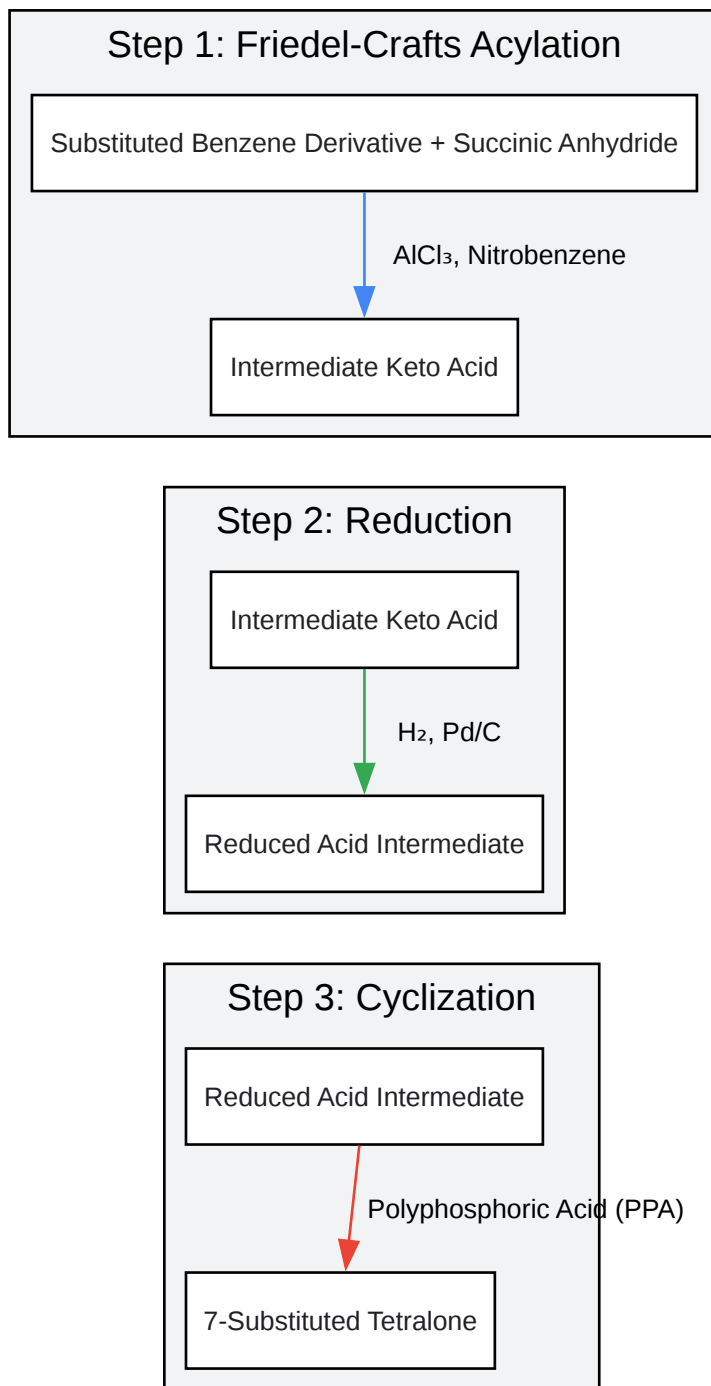 Step 1: Friedel-Crafts Acylation
Substituted Benzene Derivative + Succinic Anhydride
AlCl₃, Nitrobenzene
Intermediate Keto Acid
Step 2: Reduction
Intermediate Keto Acid
H₂, Pd/C
Reduced Acid Intermediate
Step 3: Cyclization
Reduced Acid Intermediate
Polyphosphoric Acid (PPA)
7-Substituted Tetralone